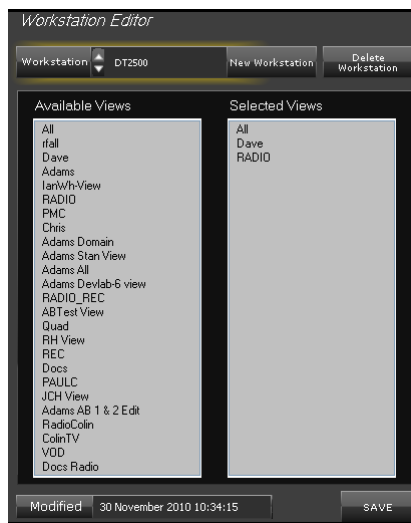 Workstation Editor
Workstation DT2500 New Workstation Delete Workstation
Available Views
All
rfall
Dave
Adams
IanWh-View
RADIO
PMC
Chris
Adams Domain
Adams Stan View
Adams All
Adams Devlab-6 view
RADIO_REC
ABTest View
Quad
RH View
REC
Docs
PAULC
JCH View
Adams AB 1 & 2 Edit
RadioColin
ColinTV
VOD
Docs Radio
Selected Views
All
Dave
RADIO
Modified 30 November 2010 10:34:15 SAVE